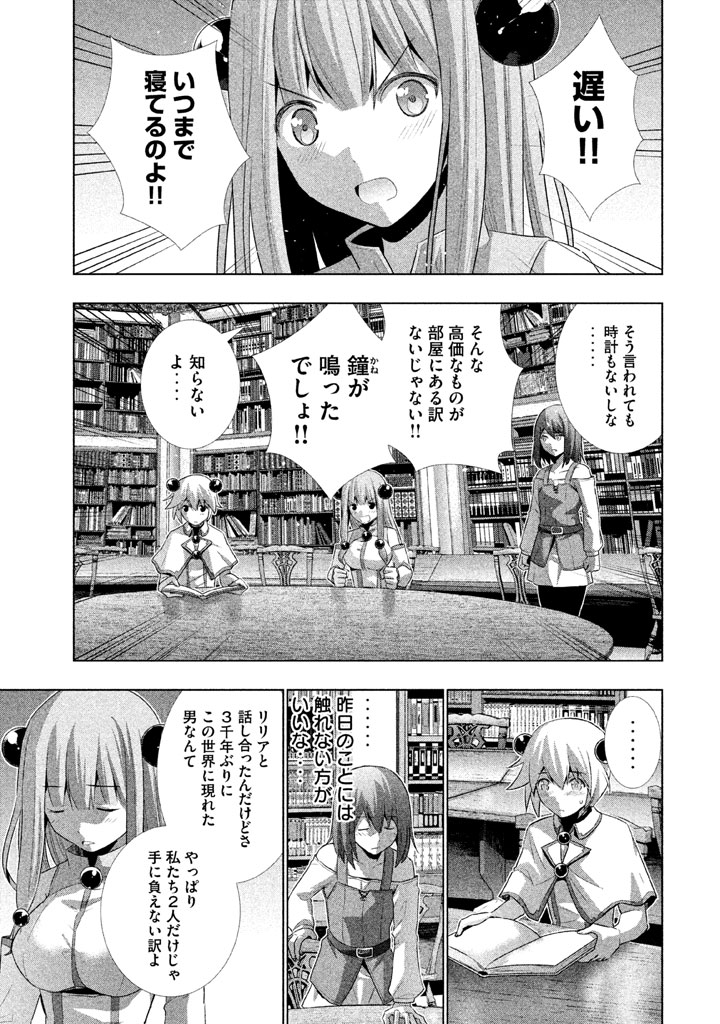 遅い!!
いつまで
寝てるのよ!!
そう言われても
時計もないしな
‥‥‥
そんな
高価なものが
部屋にある訳
ないじゃない!!
鐘が
かね
鳴った
でしょ!!
知らない
よ‥‥
‥‥‥
‥‥‥
昨日のことには
触れない方が
いいな‥‥
リリアと
話し合ったんだけどさ
3千年ぶりに
この世界に現れた
男なんて
やっぱり
私たち2人だけじゃ
手に負えない訳よ